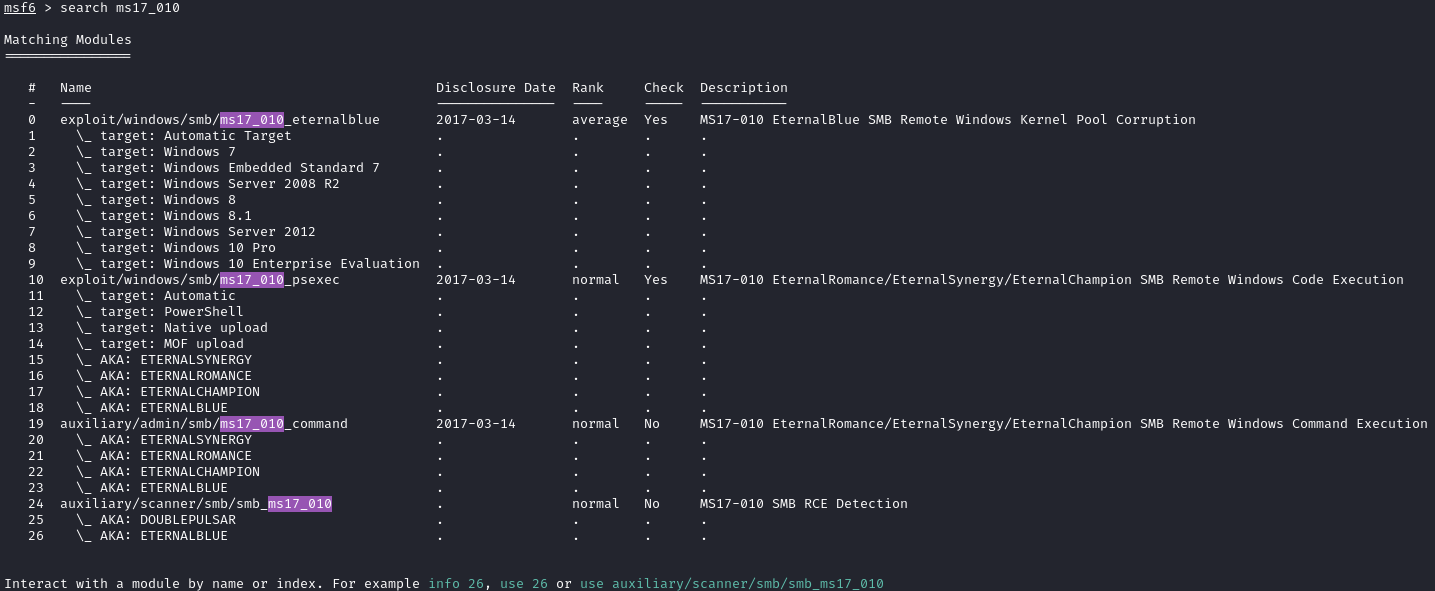 msf6 > search ms17_010
Matching Modules
================
# Name Disclosure Date Rank Check Description
- ---- --------------- ---- ----- -----------
0 exploit/windows/smb/ms17_010_eternalblue 2017-03-14 average Yes MS17-010 EternalBlue SMB Remote Windows Kernel Pool Corruption
1 \_ target: Automatic Target . . . .
2 \_ target: Windows 7 . . . .
3 \_ target: Windows Embedded Standard 7 . . . .
4 \_ target: Windows Server 2008 R2 . . . .
5 \_ target: Windows 8 . . . .
6 \_ target: Windows 8.1 . . . .
7 \_ target: Windows Server 2012 . . . .
8 \_ target: Windows 10 Pro . . . .
9 \_ target: Windows 10 Enterprise Evaluation . . . .
10 exploit/windows/smb/ms17_010_psexec 2017-03-14 normal Yes MS17-010 EternalRomance/EternalSynergy/EternalChampion SMB Remote Windows Code Execution
11 \_ target: Automatic . . . .
12 \_ target: PowerShell . . . .
13 \_ target: Native upload . . . .
14 \_ target: MOF upload . . . .
15 \_ AKA: ETERNALSYNERGY . . . .
16 \_ AKA: ETERNALROMANCE . . . .
17 \_ AKA: ETERNALCHAMPION . . . .
18 \_ AKA: ETERNALBLUE . . . .
19 auxiliary/admin/smb/ms17_010_command 2017-03-14 normal No MS17-010 EternalRomance/EternalSynergy/EternalChampion SMB Remote Windows Command Execution
20 \_ AKA: ETERNALSYNERGY . . . .
21 \_ AKA: ETERNALROMANCE . . . .
22 \_ AKA: ETERNALCHAMPION . . . .
23 \_ AKA: ETERNALBLUE . . . .
24 auxiliary/scanner/smb/smb_ms17_010 . normal No MS17-010 SMB RCE Detection
25 \_ AKA: DOUBLEPULSAR . . . .
26 \_ AKA: ETERNALBLUE . . . .
Interact with a module by name or index. For example info 26, use 26 or use auxiliary/scanner/smb/smb_ms17_010